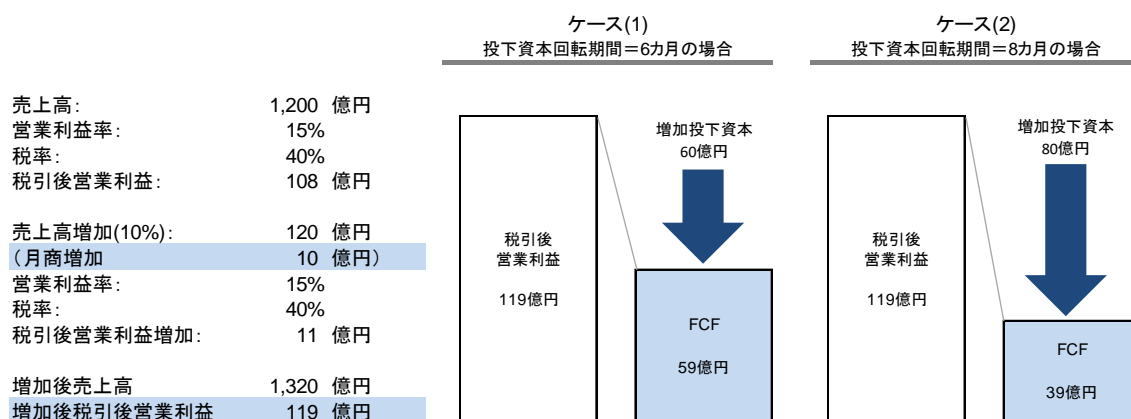 ケース(1)
投下資本回転期間＝6カ月の場合
ケース(2)
投下資本回転期間＝8カ月の場合
売上高: 1,200 億円
営業利益率: 15%
税率: 40%
税引後営業利益: 108 億円
売上高増加(10%): 120 億円
（月商増加 10 億円）
営業利益率: 15%
税率: 40%
税引後営業利益増加: 11 億円
増加後売上高 1,320 億円
増加後税引後営業利益 119 億円
税引後
営業利益
119億円
増加投下資本
60億円
FCF
59億円
税引後
営業利益
119億円
増加投下資本
80億円
FCF
39億円